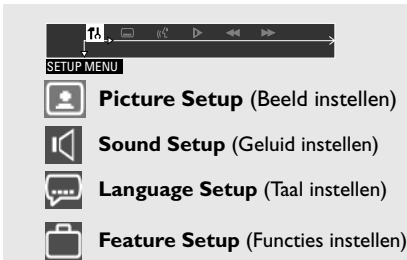 SETUP MENU
Picture Setup (Beeld instellen)
Sound Setup (Geluid instellen)
Language Setup (Taal instellen)
Feature Setup (Functies instellen)